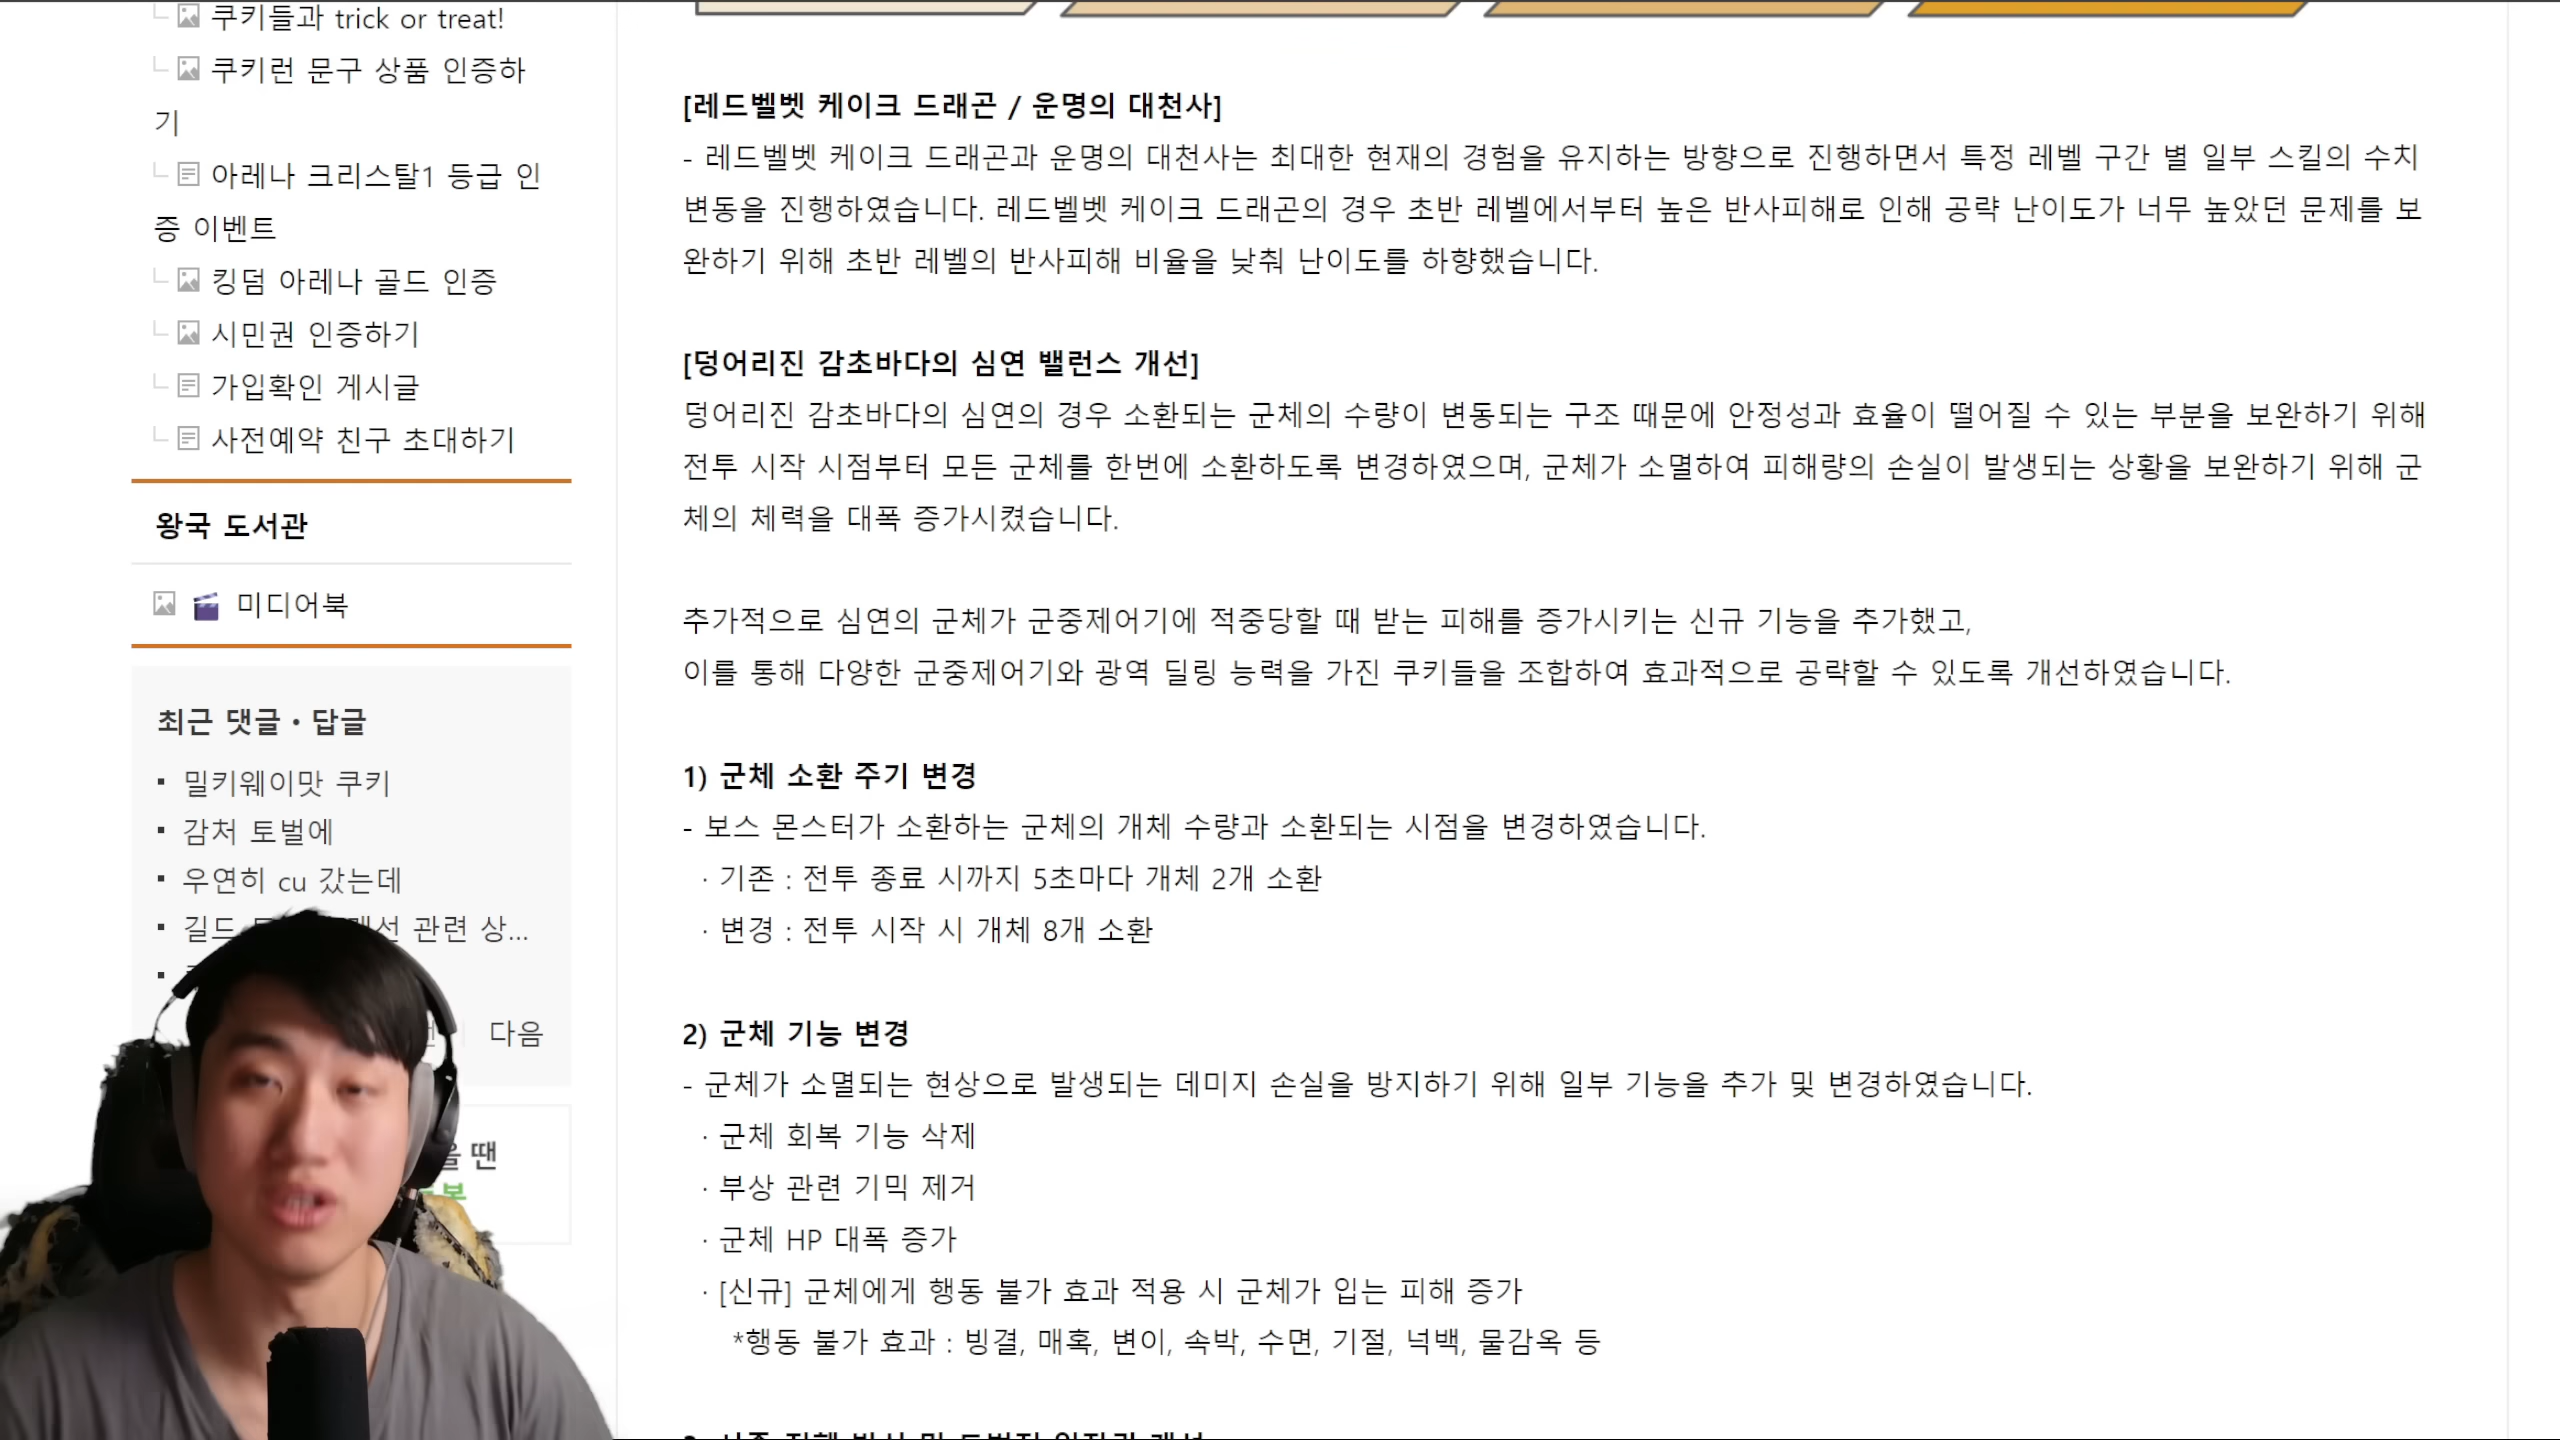 쿠키들과 trick or treat!
쿠키런 문구 상품 인증하
기
아레나 크리스탈1 등급 인
증 이벤트
킹덤 아레나 골드 인증
시민권 인증하기
가입확인 게시글
사전예약 친구 초대하기
왕국 도서관
미디어북
최근 댓글 · 답글
밀키웨이맛 쿠키
감처 토벌에
우연히 cu 갔는데
길드 관련 상...
다음
땐
[레드벨벳 케이크 드래곤 / 운명의 대천사]
- 레드벨벳 케이크 드래곤과 운명의 대천사는 최대한 현재의 경험을 유지하는 방향으로 진행하면서 특정 레벨 구간 별 일부 스킬의 수치
변동을 진행하였습니다. 레드벨벳 케이크 드래곤의 경우 초반 레벨에서부터 높은 반사피해로 인해 공략 난이도가 너무 높았던 문제를 보
완하기 위해 초반 레벨의 반사피해 비율을 낮춰 난이도를 하향했습니다.
[덩어리진 감초바다의 심연 밸런스 개선]
덩어리진 감초바다의 심연의 경우 소환되는 군체의 수량이 변동되는 구조 때문에 안정성과 효율이 떨어질 수 있는 부분을 보완하기 위해
전투 시작 시점부터 모든 군체를 한번에 소환하도록 변경하였으며, 군체가 소멸하여 피해량의 손실이 발생되는 상황을 보완하기 위해 군
체의 체력을 대폭 증가시켰습니다.
추가적으로 심연의 군체가 군중제어기에 적중당할 때 받는 피해를 증가시키는 신규 기능을 추가했고,
이를 통해 다양한 군중제어기와 광역 딜링 능력을 가진 쿠키들을 조합하여 효과적으로 공략할 수 있도록 개선하였습니다.
1) 군체 소환 주기 변경
- 보스 몬스터가 소환하는 군체의 개체 수량과 소환되는 시점을 변경하였습니다.
· 기존 : 전투 종료 시까지 5초마다 개체 2개 소환
· 변경 : 전투 시작 시 개체 8개 소환
2) 군체 기능 변경
- 군체가 소멸되는 현상으로 발생되는 데미지 손실을 방지하기 위해 일부 기능을 추가 및 변경하였습니다.
· 군체 회복 기능 삭제
· 부상 관련 기믹 제거
· 군체 HP 대폭 증가
· [신규] 군체에게 행동 불가 효과 적용 시 군체가 입는 피해 증가
*행동 불가 효과 : 빙결, 매혹, 변이, 속박, 수면, 기절, 넉백, 물감옥 등